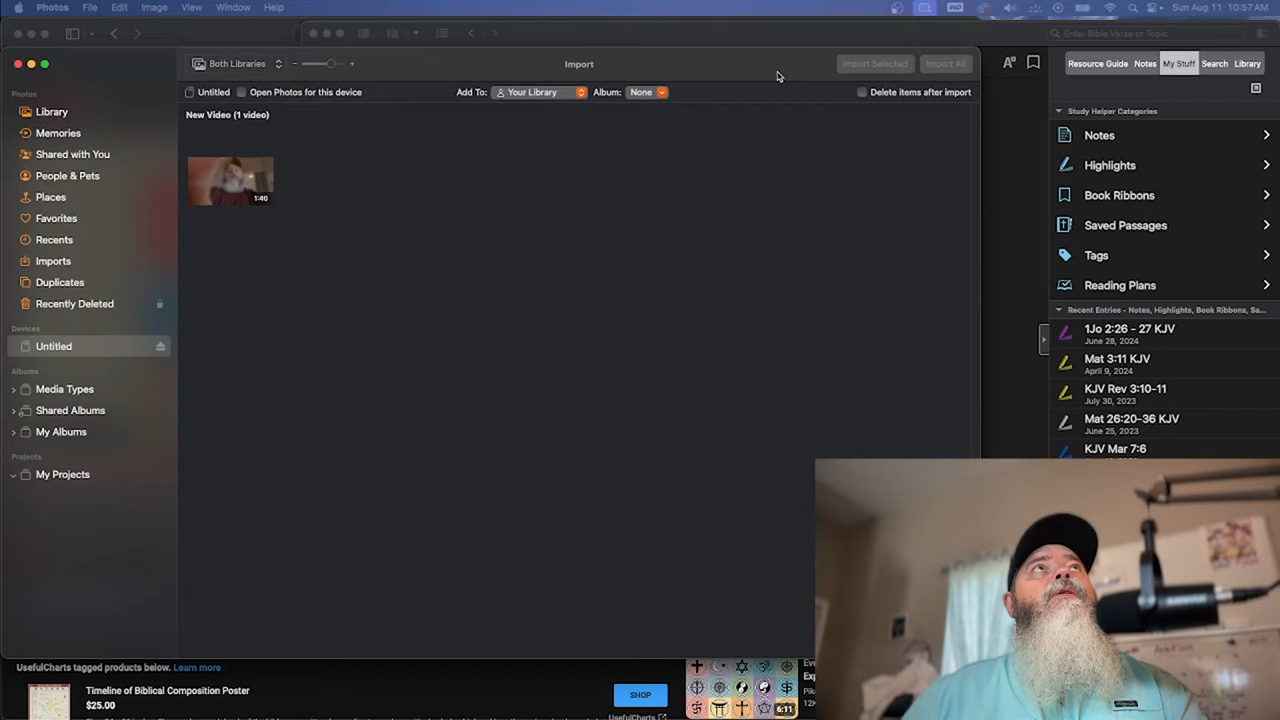 Photos File Edit Image View Window Help
Sun Aug 11 10:57AM
Enter Bible Verse or Topic
Both Libraries
Import
Import Selected
Import All
Resource Guide
Notes
My Stuff
Search
Library
Untitled
Open Photos for this device
Add To:
Your Library
Album:
None
Delete items after import
Photos
Library
Memories
Shared with You
People & Pets
Places
Favorites
Recents
Imports
Duplicates
Recently Deleted
Devices
Untitled
Albums
Media Types
Shared Albums
My Albums
Projects
My Projects
New Video (1 video)
1:40
Study Helper Categories
Notes
Highlights
Book Ribbons
Saved Passages
Tags
Reading Plans
Recent Entries - Notes, Highlights, Book Ribbons, Sa...
1Jo 2:26 - 27 KJV
June 28, 2024
Mat 3:11 KJV
April 9, 2024
KJV Rev 3:10-11
July 30, 2023
Mat 26:20-36 KJV
June 25, 2023
KJV Mar 7:6
UsefulCharts tagged products below. Learn more
Timeline of Biblical Composition Poster
$25.00
SHOP
UsefulCharts
6:11